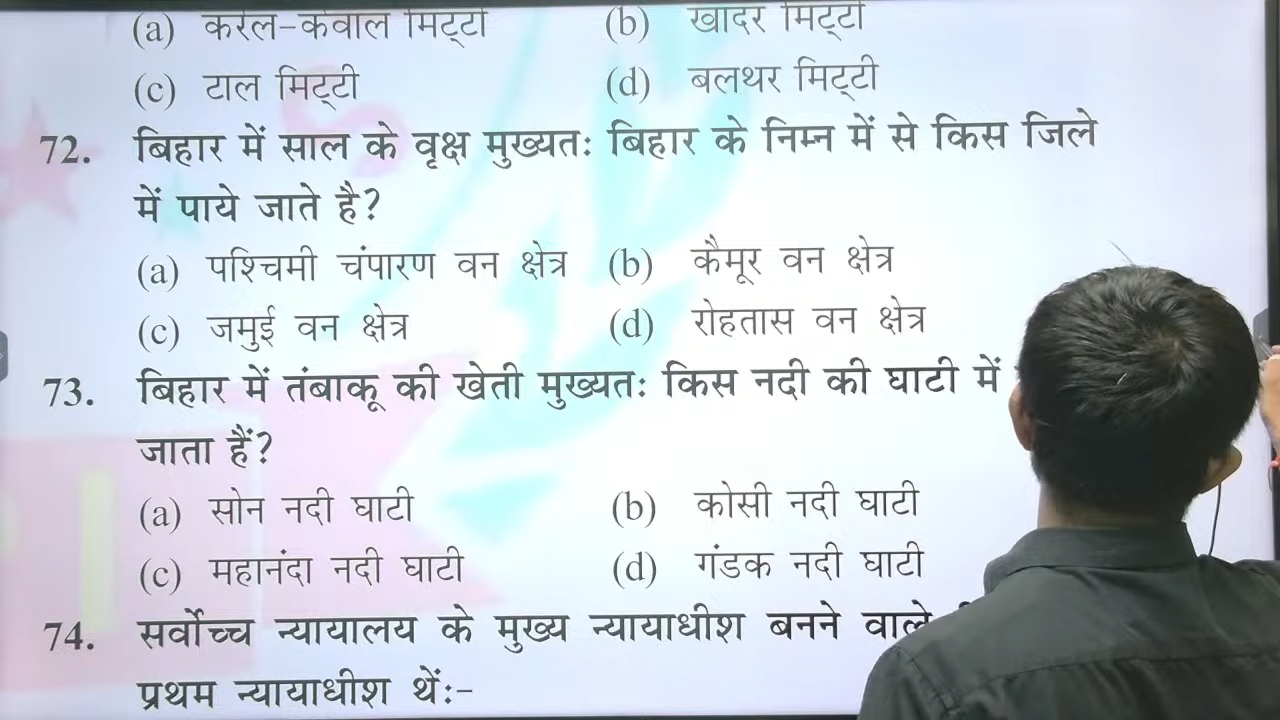 (a) करेल-केवाल मिट्टी (b) खादर मिट्टी
(c) टाल मिट्टी (d) बलथर मिट्टी
72. बिहार में साल के वृक्ष मुख्यतः बिहार के निम्न में से किस जिले
में पाये जाते है?
(a) पश्चिमी चंपारण वन क्षेत्र (b) कैमूर वन क्षेत्र
(c) जमुई वन क्षेत्र (d) रोहतास वन क्षेत्र
73. बिहार में तंबाकू की खेती मुख्यतः किस नदी की घाटी में
जाता हैं?
(a) सोन नदी घाटी (b) कोसी नदी घाटी
(c) महानंदा नदी घाटी (d) गंडक नदी घाटी
74. सर्वोच्च न्यायालय के मुख्य न्यायाधीश बनने वाले
प्रथम न्यायाधीश थें:-